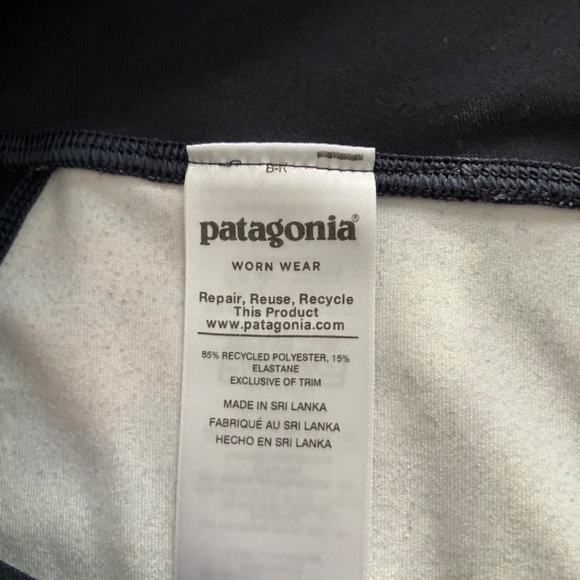 patagonia®
WORN WEAR
Repair, Reuse, Recycle
This Product
www.patagonia.com
85% RECYCLED POLYESTER, 15%
ELASTANE
EXCLUSIVE OF TRIM
MADE IN SRI LANKA
FABRIQUÉ AU SRI LANKA
HECHO EN SRI LANKA